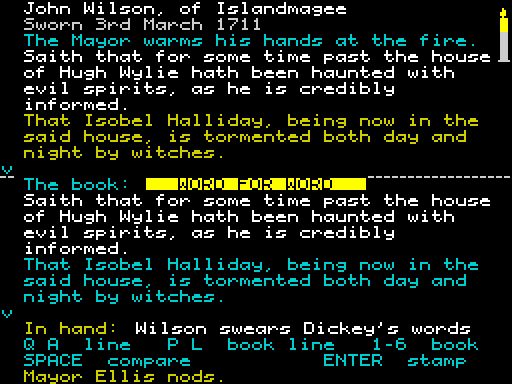 John Wilson, of Islandmagee
Sworn 3rd March 1711
The Mayor warms his hands at the fire.
Saith that for some time past the house
of Hugh Wylie hath been haunted with
evil spirits, as he is credibly
informed.
That Isobel Halliday, being now in the
said house, is tormented both day and
night by witches.
v
The book: WORD FOR WORD
Saith that for some time past the house
of Hugh Wylie hath been haunted with
evil spirits, as he is credibly
informed.
That Isobel Halliday, being now in the
said house, is tormented both day and
night by witches.
v
In hand: Wilson swears Dickey's words
Q A line P L book line 1-6 book
SPACE compare ENTER stamp
Mayor Ellis nods.